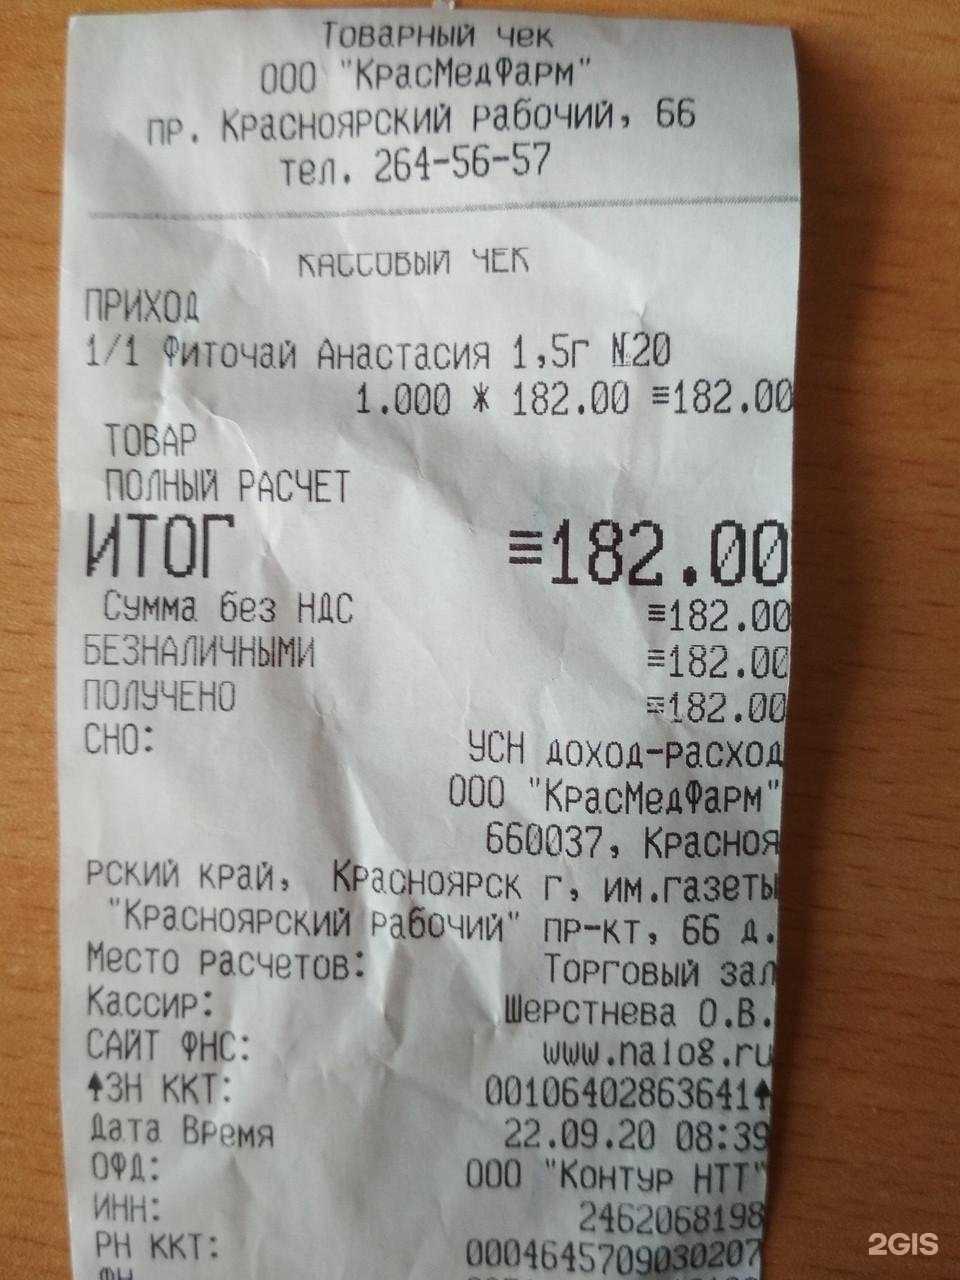 Товарный чек
ООО "КрасМедФарм"
пр. Красноярский рабочий, 66
тел. 264-56-57
КАССОВЫЙ ЧЕК
ПРИХОД
1/1 Фиточай Анастасия 1,5г №20
1.000 * 182.00 ≡182.00
ТОВАР
ПОЛНЫЙ РАСЧЕТ
ИТОГ ≡182.00
Сумма без НДС ≡182.00
БЕЗНАЛИЧНЫМИ ≡182.00
ПОЛУЧЕНО ≡182.00
СНО: УСН доход-расход
ООО "КрасМедФарм"
660037, Красноя
рский край, Красноярск г, им.газеты
"Красноярский рабочий" пр-кт, 66 д.
Место расчетов: Торговый зал
Кассир: Шерстнева О.В.
САЙТ ФНС: www.nalog.ru
↑ЗН ККТ: 00106402863641↑
Дата Время 22.09.20 08:39
ОФД: ООО "Контур НТТ"
ИНН: 2462068198
РН ККТ: 0004645709030207
ФН
2GIS